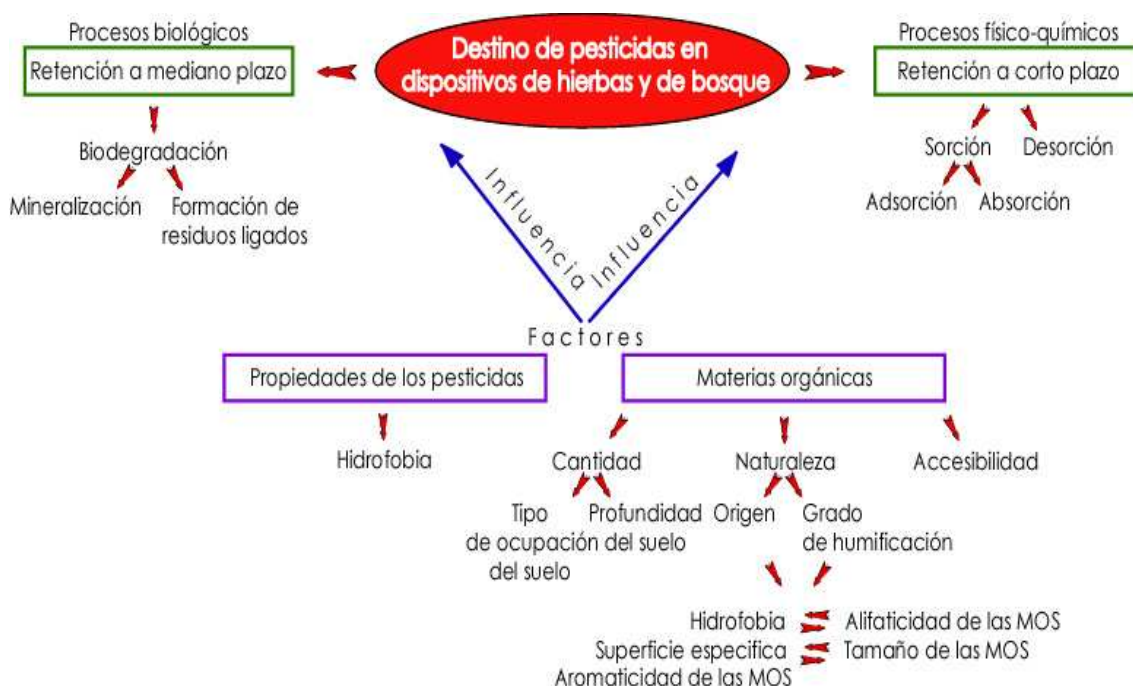 Procesos biológicos
Retención a mediano plazo
Destino de pesticidas en
dispositivos de hierbas y de bosque
Procesos físico-químicos
Retención a corto plazo
Biodegradación
Mineralización
Formación de
residuos ligados
Sorción
Desorción
Adsorción
Absorción
Influencia
Influencia
Factores
Propiedades de los pesticidas
Materias orgánicas
Hidrofobia
Cantidad
Naturaleza
Accesibilidad
Tipo
de ocupación
del suelo
Profundidad
del suelo
Origen
Grado
de humificación
Hidrofobia
Alifaticidad de las MOS
Superficie especifica
Tamaño de las MOS
Aromaticidad de las MOS